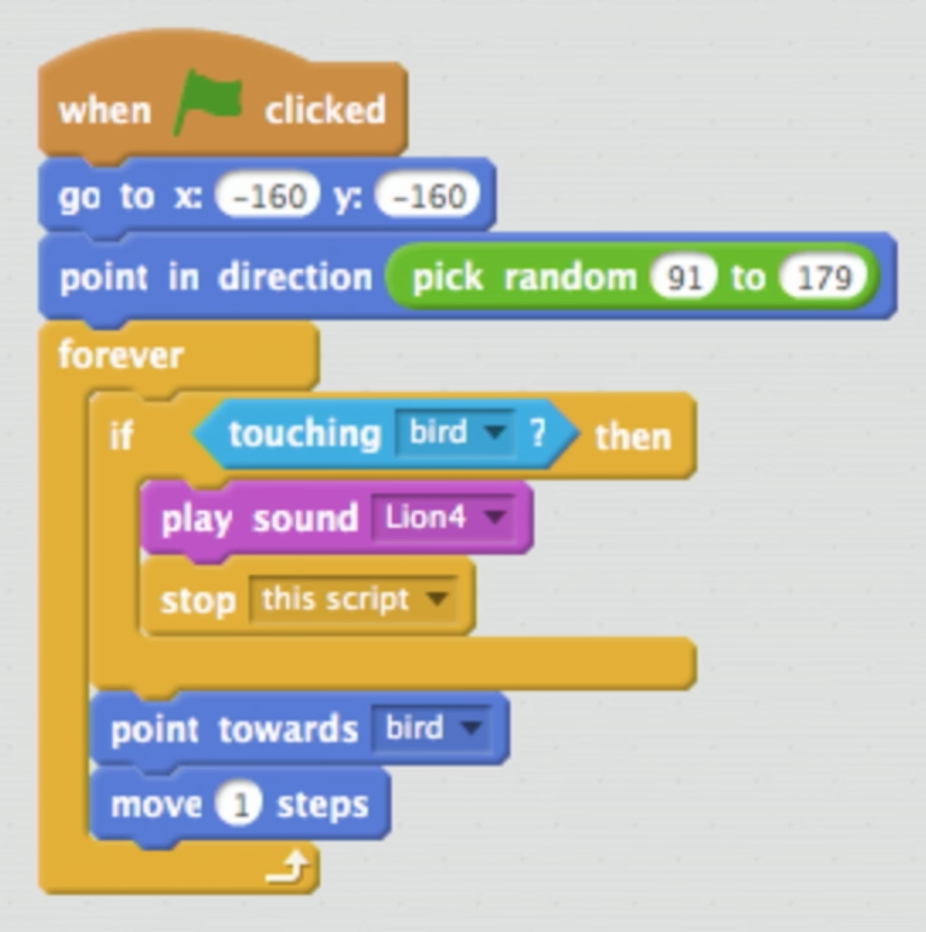 when clicked
go to x: -160 y: -160
point in direction pick random 91 to 179
forever
if touching bird ? then
play sound Lion4
stop this script
point towards bird
move 1 steps